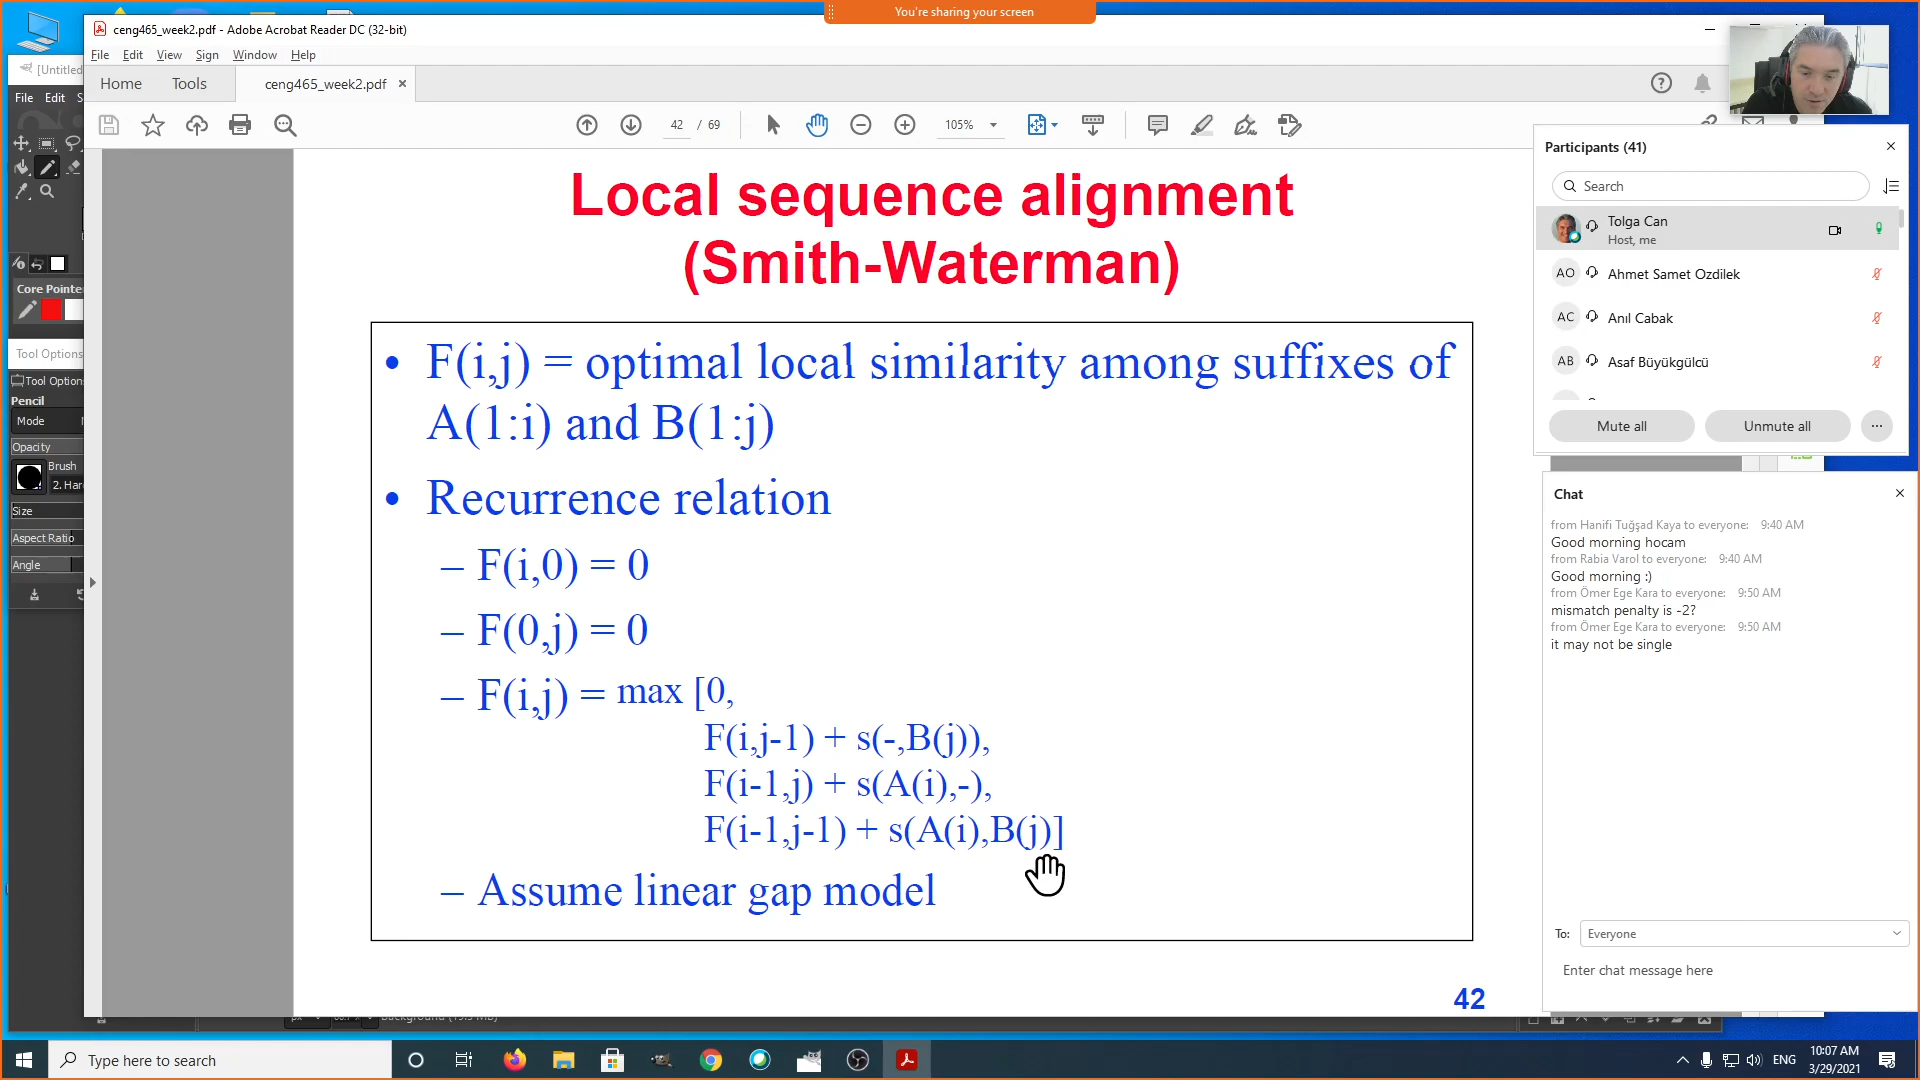 You're sharing your screen
ceng465_week2.pdf - Adobe Acrobat Reader DC (32-bit)
File Edit View Sign Window Help
Home Tools ceng465_week2.pdf
42 / 69 105%
[Untitled
File Edit S
Core Pointe
Tool Options
Tool Option
Pencil
Mode
Opacity
Brush
2. Har
Size
Aspect Ratio
Angle
Local sequence alignment
(Smith-Waterman)
• F(i,j) = optimal local similarity among suffixes of
A(1:i) and B(1:j)
• Recurrence relation
– F(i,0) = 0
– F(0,j) = 0
– F(i,j) = max [0,
F(i,j-1) + s(-,B(j)),
F(i-1,j) + s(A(i),-),
F(i-1,j-1) + s(A(i),B(j)]
– Assume linear gap model
42
Participants (41)
Search
Tolga Can
Host, me
AO Ahmet Samet Ozdilek
AC Anıl Cabak
AB Asaf Büyükgülcü
Mute all Unmute all
Chat
from Hanifi Tuğşad Kaya to everyone: 9:40 AM
Good morning hocam
from Rabia Varol to everyone: 9:40 AM
Good morning :)
from Ömer Ege Kara to everyone: 9:50 AM
mismatch penalty is -2?
from Ömer Ege Kara to everyone: 9:50 AM
it may not be single
To: Everyone
Enter chat message here
Type here to search
ENG
10:07 AM
3/29/2021